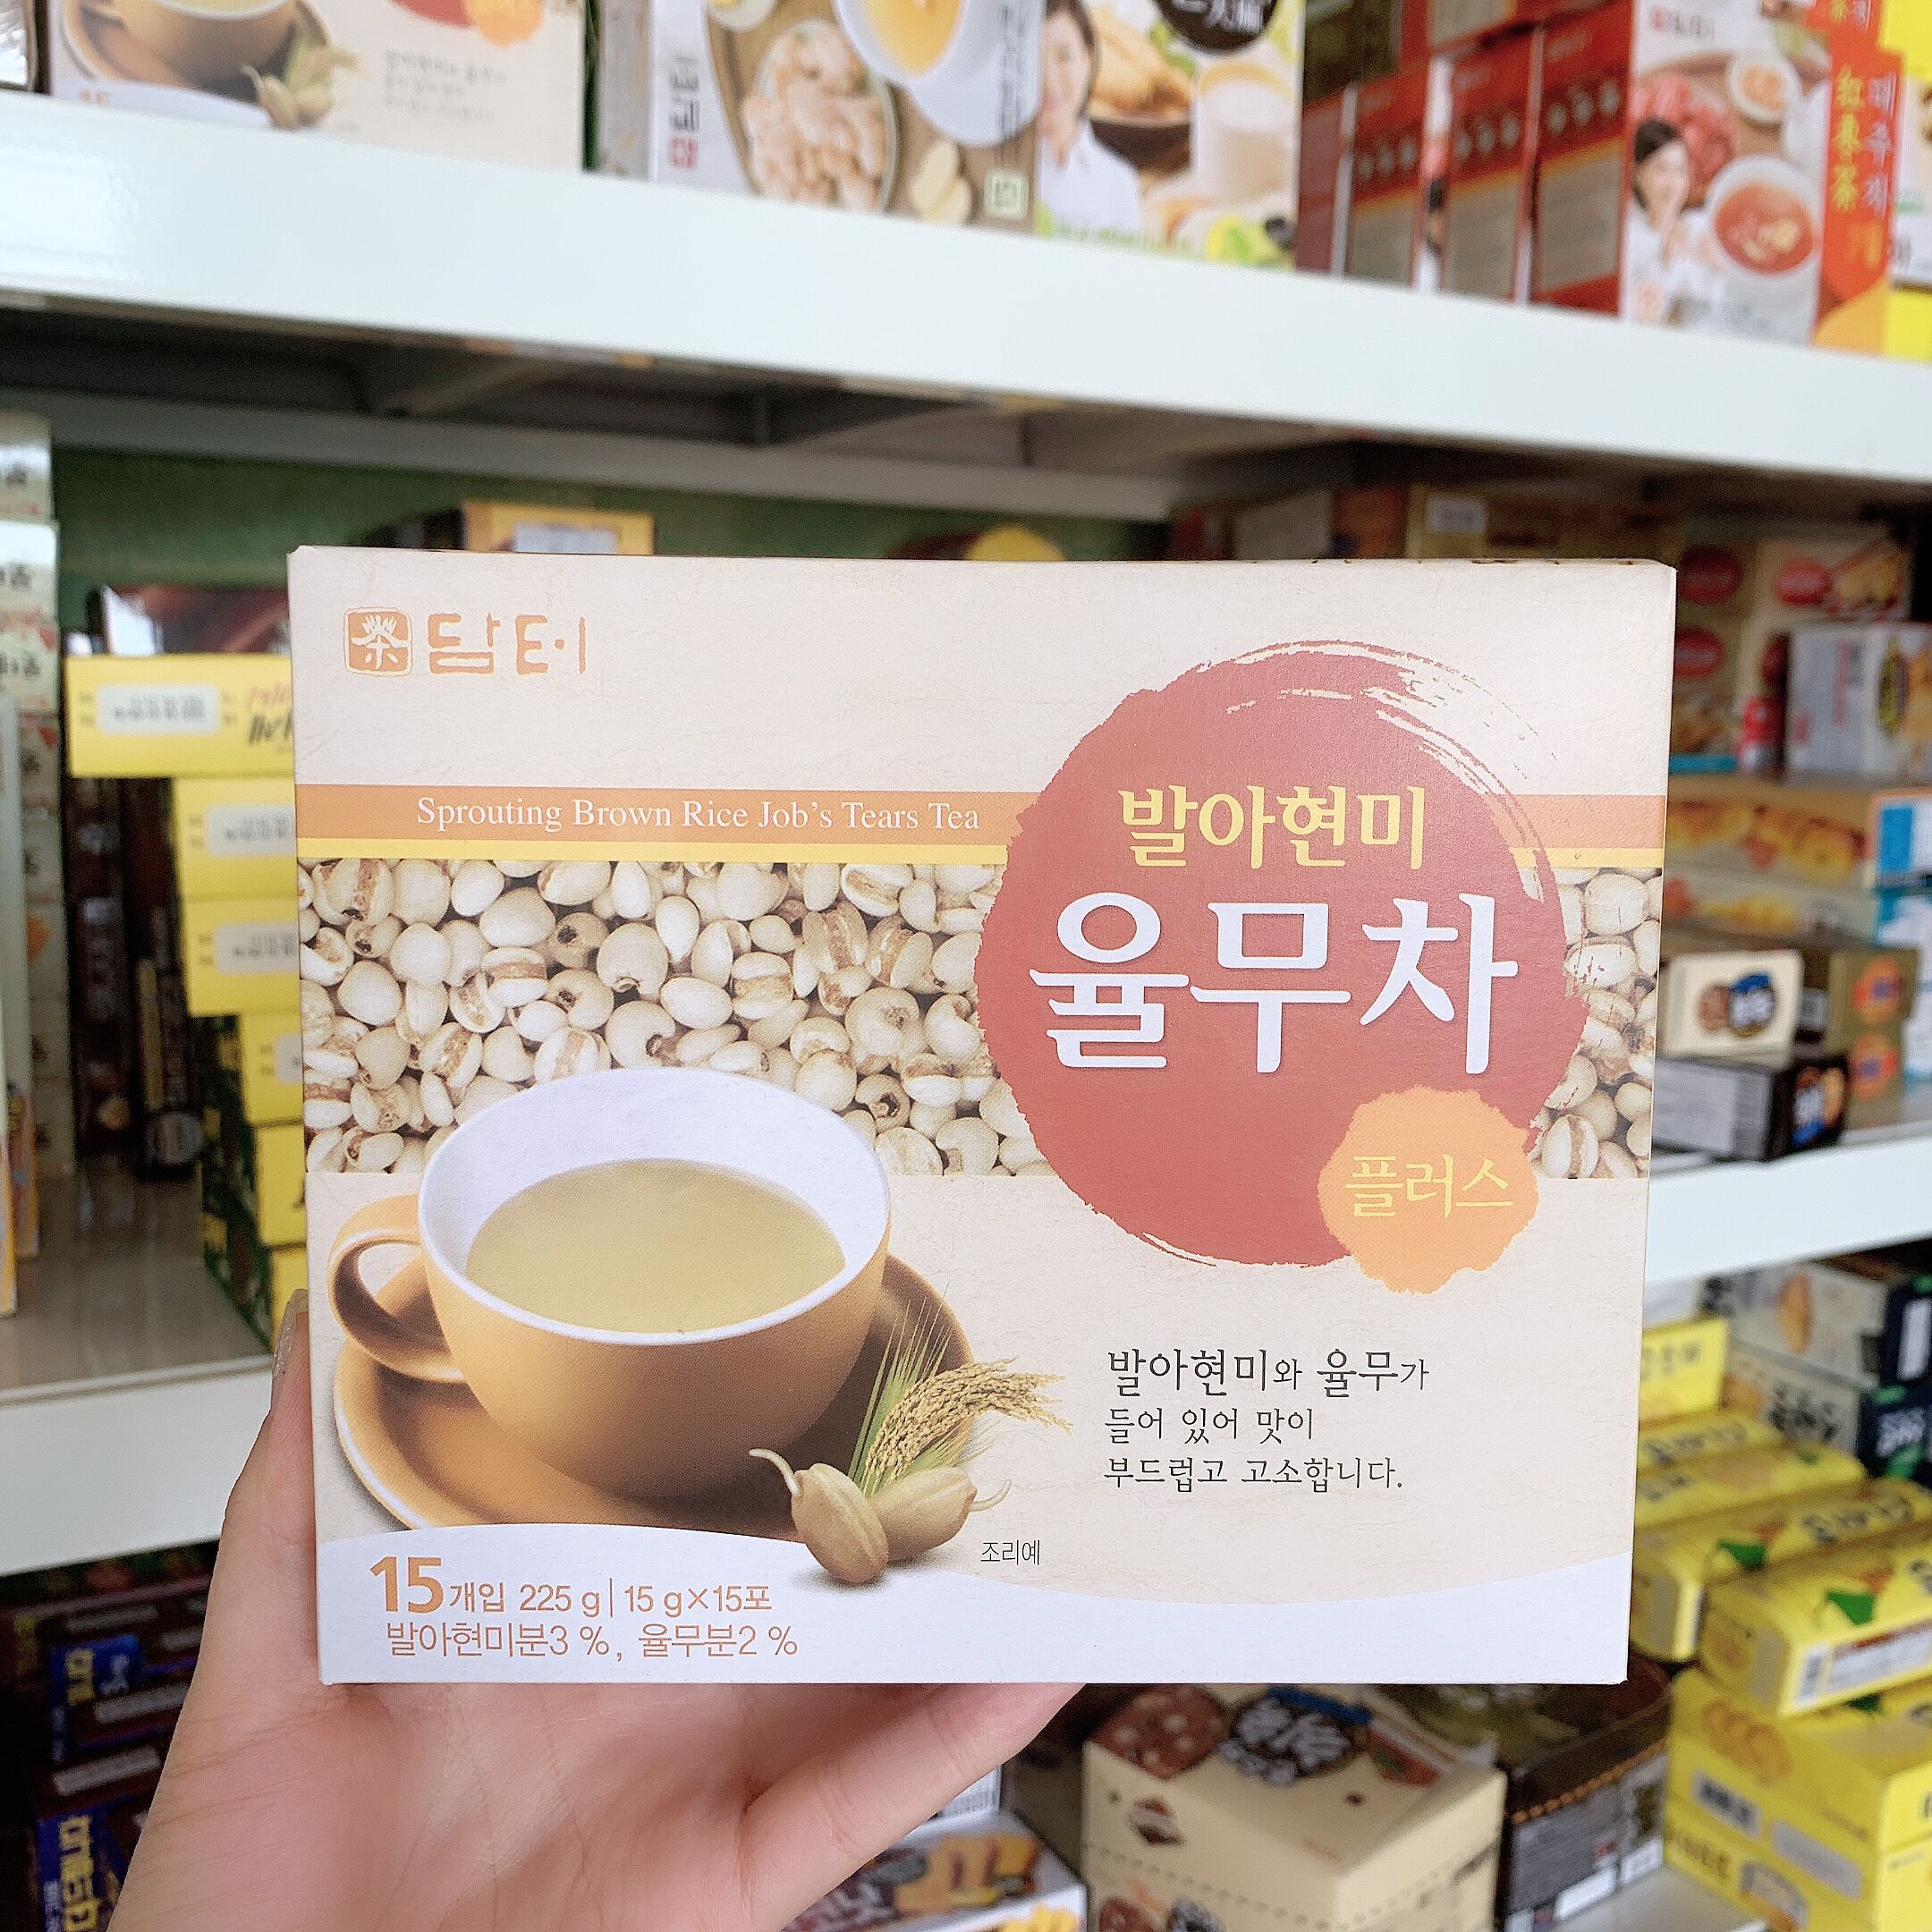 茶 담터
Sprouting Brown Rice Job's Tears Tea
발아현미
율무차
플러스
발아현미와 율무가
들어 있어 맛이
부드럽고 고소합니다.
조리예
15개입 225 g | 15 g×15포
발아현미분3 %, 율무분2 %